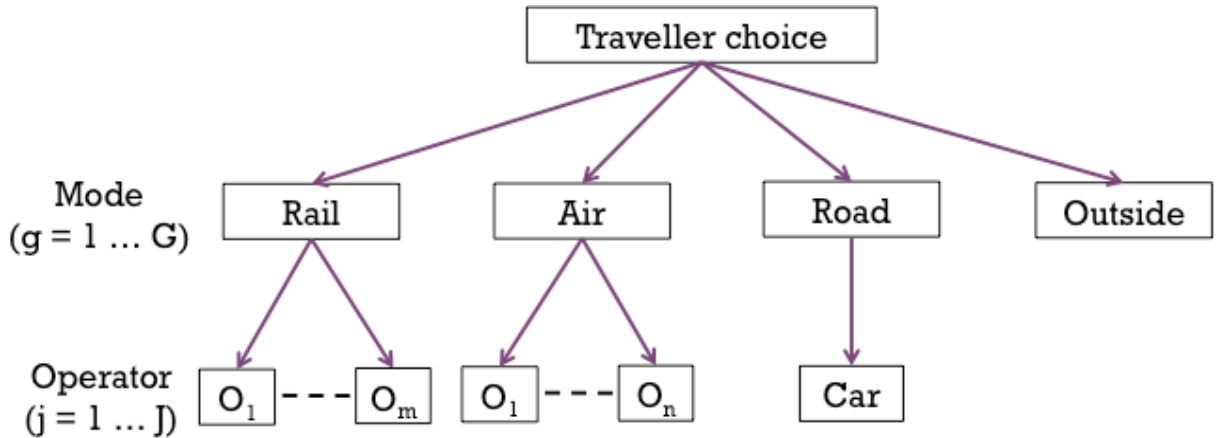 Traveller choice
Mode
(g = 1 ... G)
Rail
Air
Road
Outside
Operator
(j = 1 ... J)
O₁ --- Oₘ
O₁ --- Oₙ
Car